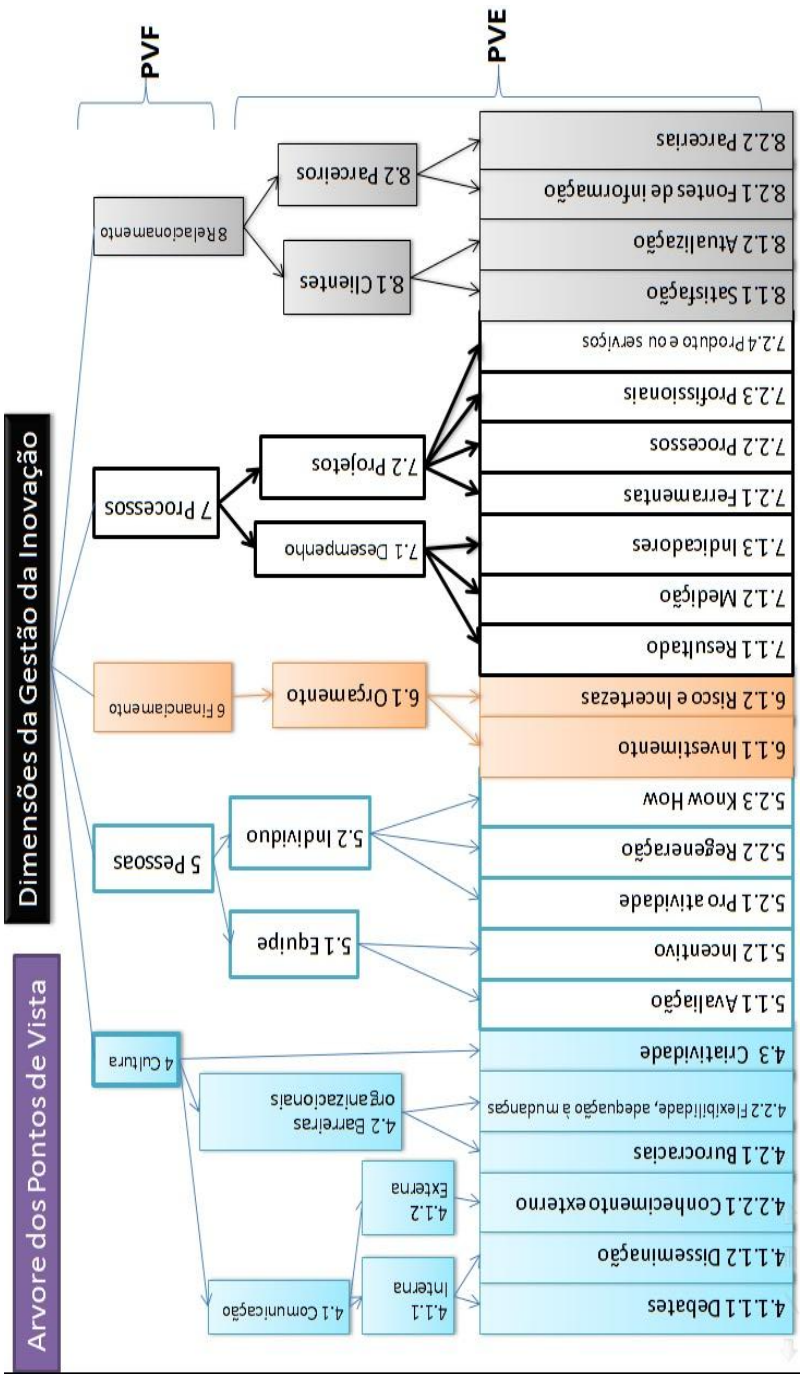 Arvore dos Pontos de Vista
Dimensões da Gestão da Inovação
PVF
PVE
4 Cultura
4.1 Comunicação
4.1.1
Interna
4.1.2
Externa
4.1.1.1 Debates
4.1.1.2 Disseminação
4.2.2.1 Conhecimento externo
4.2 Barreiras
organizacionais
4.2.1 Burocracias
4.2.2 Flexibilidade, adequação à mudanças
4.3 Criatividade
5 Pessoas
5.1 Equipe
5.1.1 Avaliação
5.1.2 Incentivo
5.2 Individuo
5.2.1 Pro atividade
5.2.2 Regeneração
5.2.3 Know How
6 Financiamento
6.1 Orçamento
6.1.1 Investimento
6.1.2 Risco e Incertezas
7 Processos
7.1 Desempenho
7.1.1 Resultado
7.1.2 Medição
7.1.3 Indicadores
7.2 Projetos
7.2.1 Ferramentas
7.2.2 Processos
7.2.3 Profissionais
7.2.4 Produto e ou serviços
8 Relacionamento
8.1 Clientes
8.1.1 Satisfação
8.1.2 Atualização
8.2 Parceiros
8.2.1 Fontes de informação
8.2.2 Parcerias